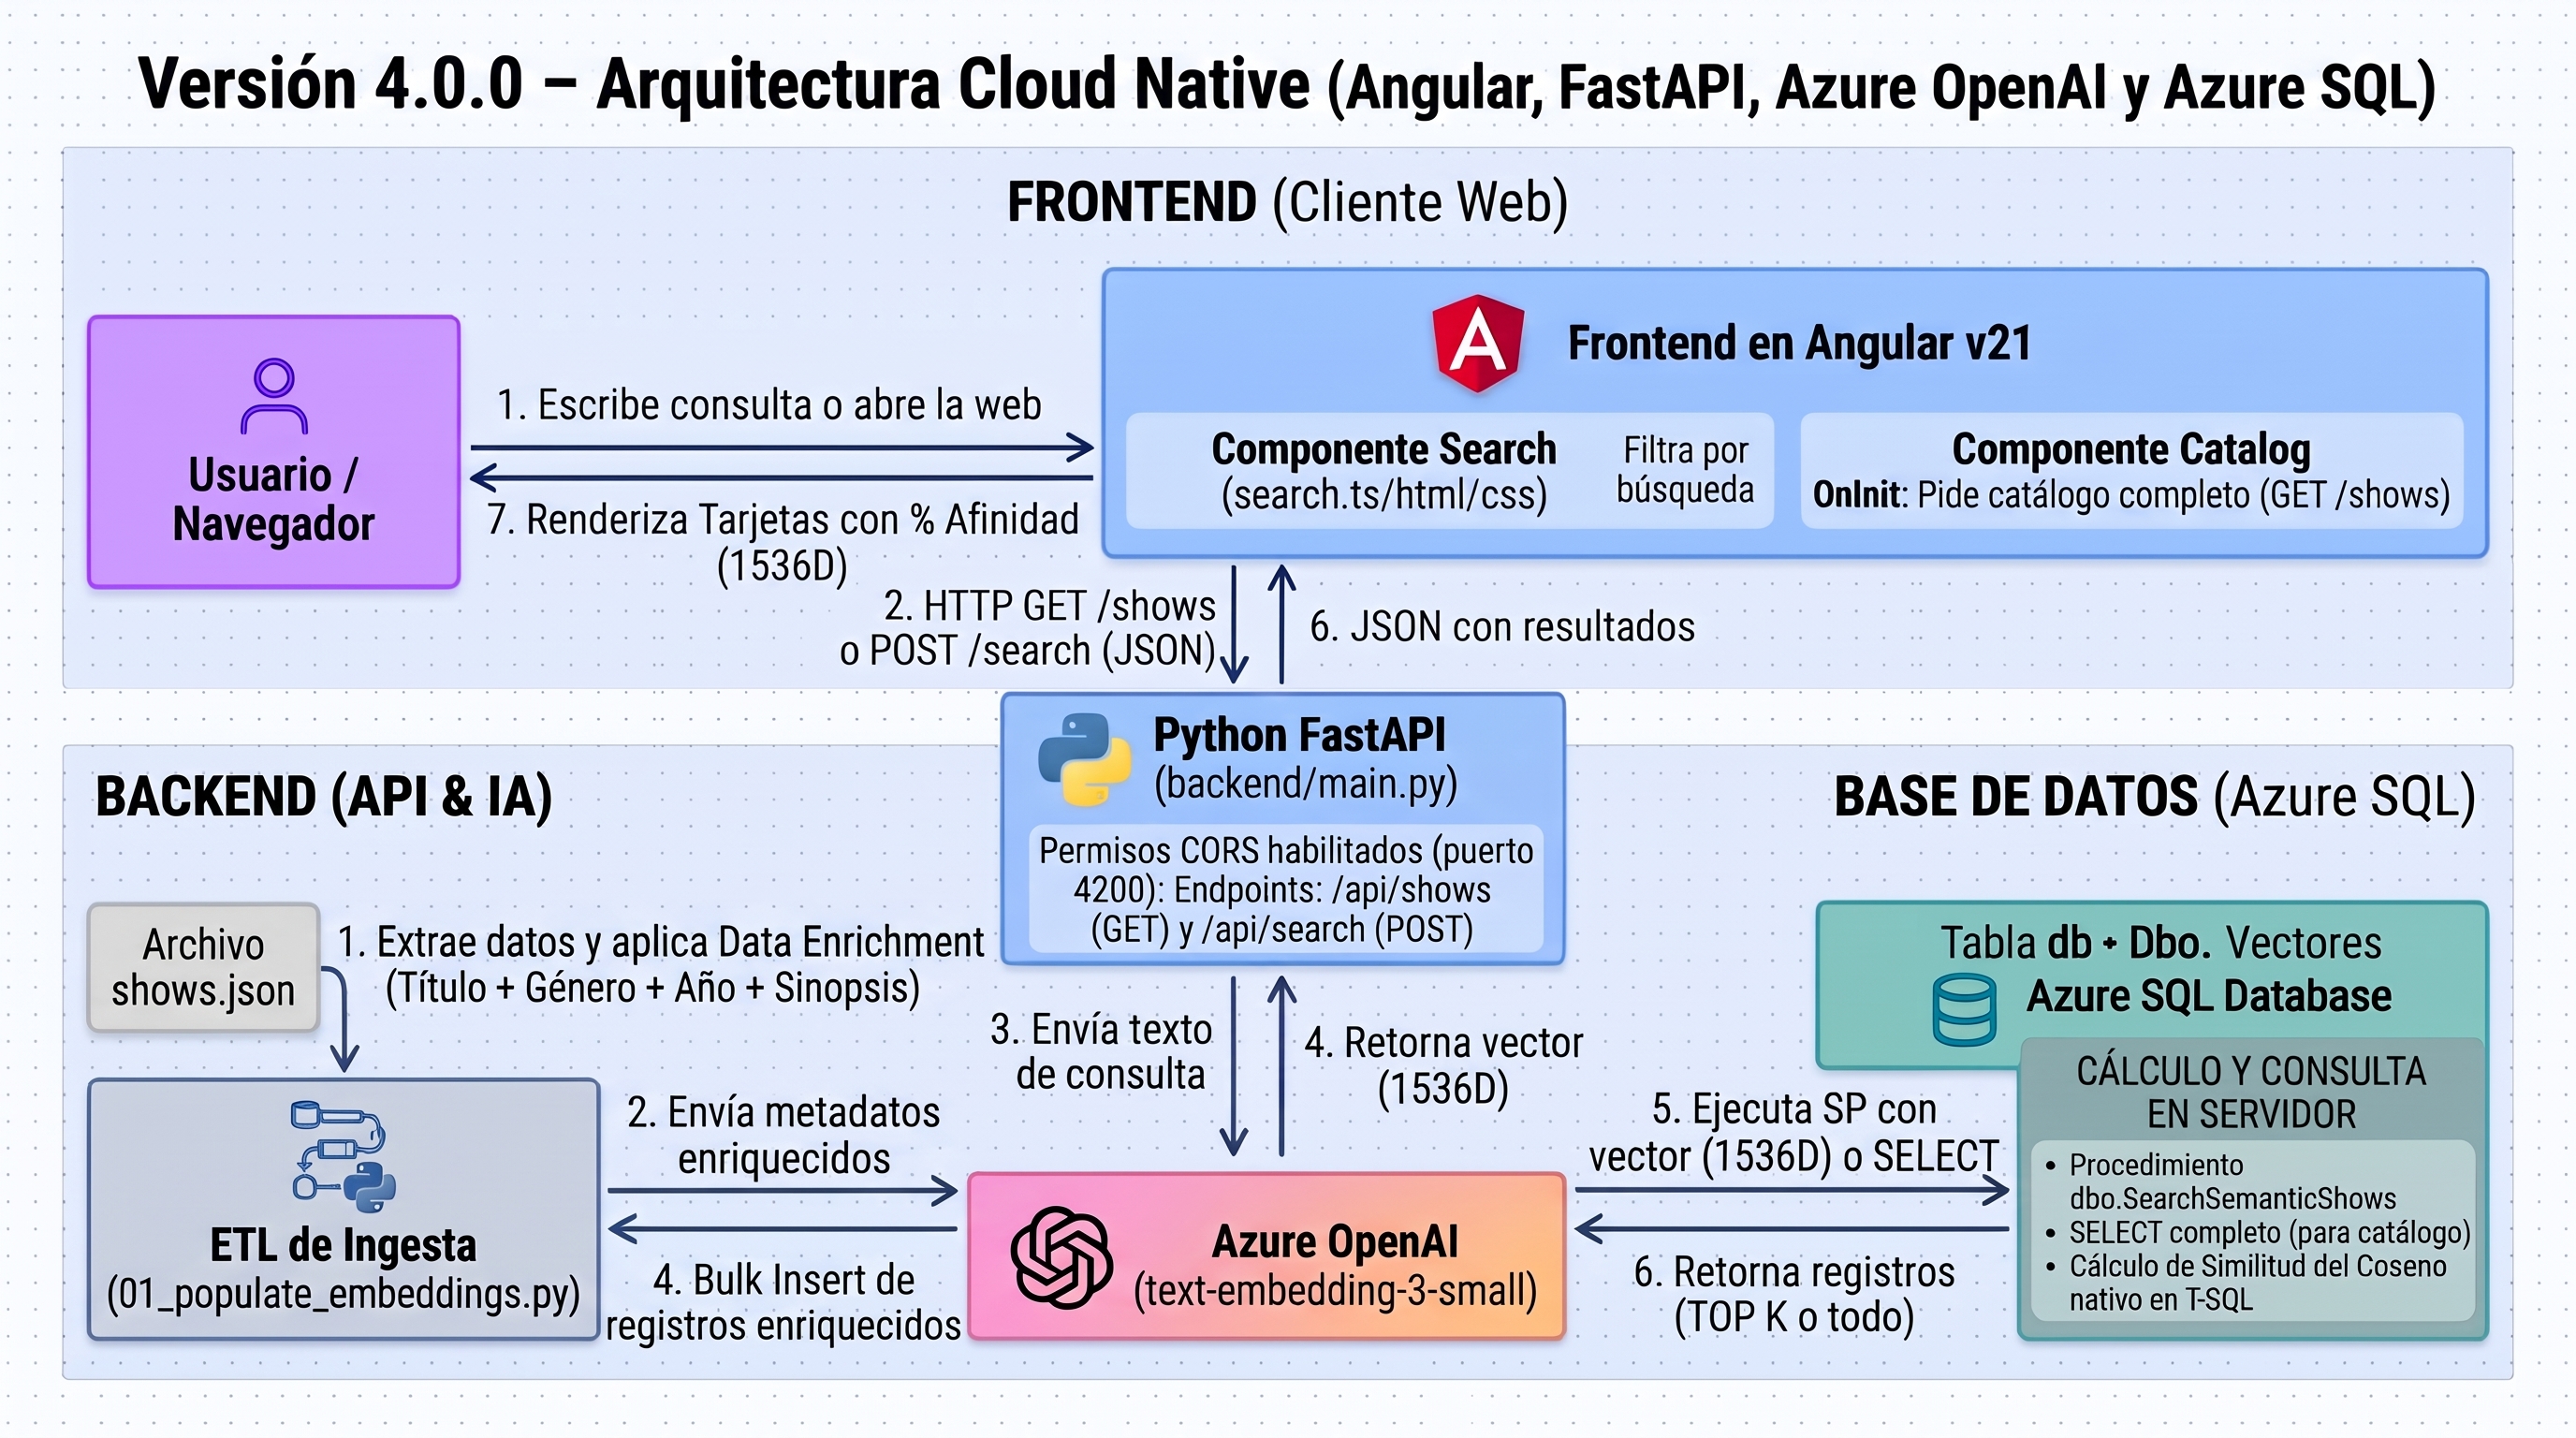 Versión 4.0.0 – Arquitectura Cloud Native (Angular, FastAPI, Azure OpenAI y Azure SQL)
FRONTEND (Cliente Web)
Usuario /
Navegador
1. Escribe consulta o abre la web
7. Renderiza Tarjetas con % Afinidad
(1536D)
Frontend en Angular v21
Componente Search
(search.ts/html/css)
Filtra por
búsqueda
Componente Catalog
OnInit: Pide catálogo completo (GET /shows)
2. HTTP GET /shows
o POST /search (JSON)
6. JSON con resultados
BACKEND (API & IA)
Python FastAPI
(backend/main.py)
Permisos CORS habilitados (puerto
4200): Endpoints: /api/shows
(GET) y /api/search (POST)
BASE DE DATOS (Azure SQL)
Archivo
shows.json
1. Extrae datos y aplica Data Enrichment
(Título + Género + Año + Sinopsis)
ETL de Ingesta
(01_populate_embeddings.py)
2. Envía metadatos
enriquecidos
4. Bulk Insert de
registros enriquecidos
3. Envía texto
de consulta
4. Retorna vector
(1536D)
Azure OpenAI
(text-embedding-3-small)
5. Ejecuta SP con
vector (1536D) o SELECT
6. Retorna registros
(TOP K o todo)
Tabla db • Dbo. Vectores
Azure SQL Database
CÁLCULO Y CONSULTA
EN SERVIDOR
• Procedimiento
dbo.SearchSemanticShows
• SELECT completo (para catálogo)
• Cálculo de Similitud del Coseno
nativo en T-SQL